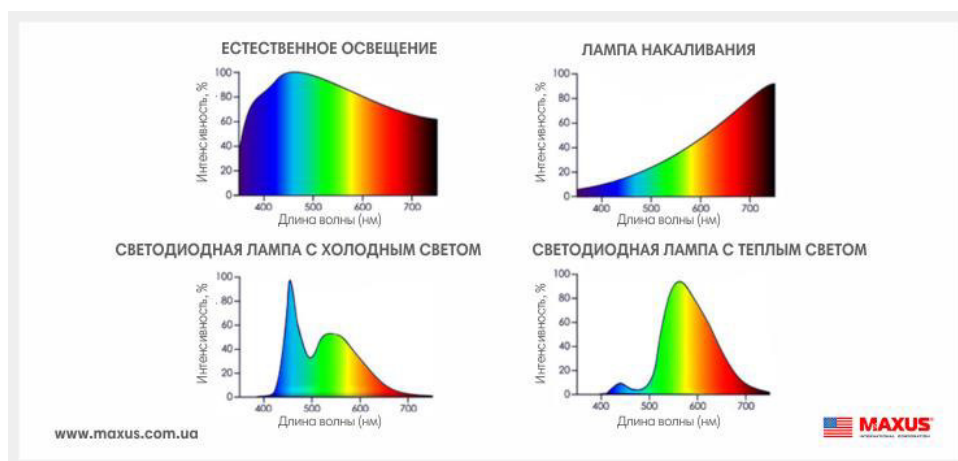 ЕСТЕСТВЕННОЕ ОСВЕЩЕНИЕ
Интенсивность, %
100
80
60
40
20
0
400 500 600 700
Длина волны (нм)
ЛАМПА НАКАЛИВАНИЯ
Интенсивность, %
100
80
60
40
20
0
400 500 600 700
Длина волны (нм)
СВЕТОДИОДНАЯ ЛАМПА С ХОЛОДНЫМ СВЕТОМ
Интенсивность, %
100
80
60
40
20
0
400 500 600 700
Длина волны (нм)
СВЕТОДИОДНАЯ ЛАМПА С ТЕПЛЫМ СВЕТОМ
Интенсивность, %
100
80
60
40
20
0
400 500 600 700
Длина волны (нм)
www.maxus.com.ua
MAXUS
INTERNATIONAL CORPORATION